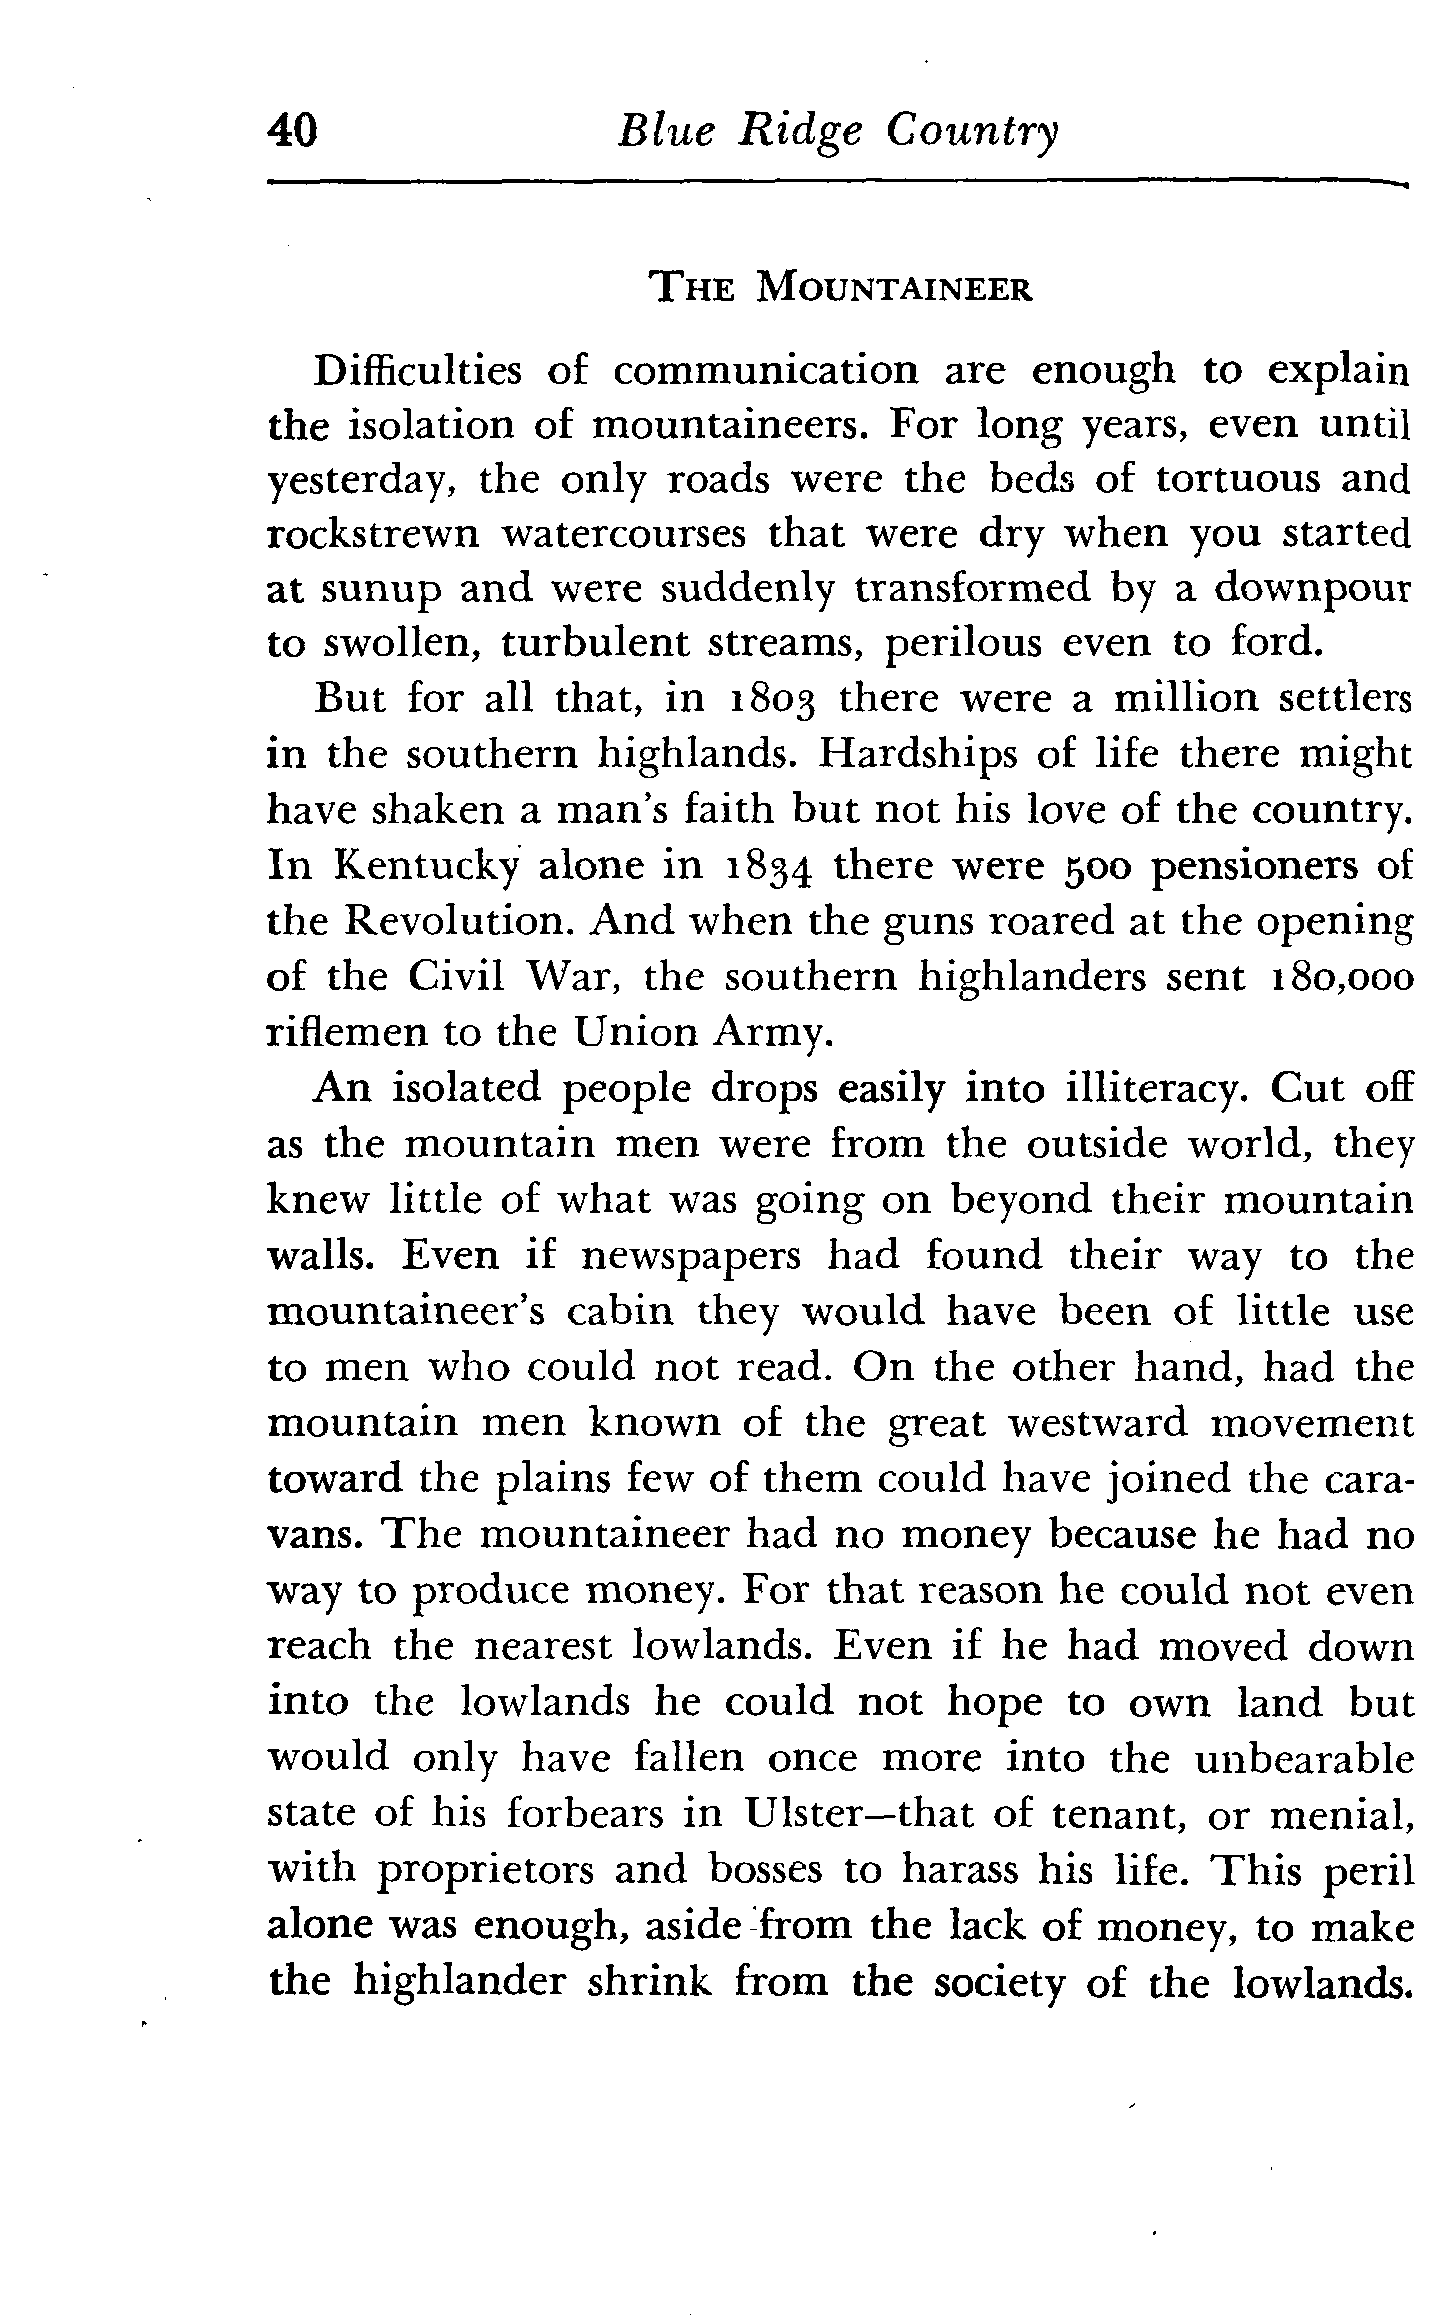 40 Blue Ridge Country
THE MOUNTAINEER
Difficulties of communication are enough to explain
the isolation of mountaineers. For long years, even until
yesterday, the only roads were the beds of tortuous and
rockstrewn watercourses that were dry when you started
at sunup and were suddenly transformed by a downpour
to swollen, turbulent streams, perilous even to ford.
But for all that, in 1803 there were a million settlers
in the southern highlands. Hardships of life there might
have shaken a man's faith but not his love of the country.
In Kentucky alone in 1834 there were 500 pensioners of
the Revolution. And when the guns roared at the opening
of the Civil War, the southern highlanders sent 180,000
riflemen to the Union Army.
An isolated people drops easily into illiteracy. Cut off
as the mountain men were from the outside world, they
knew little of what was going on beyond their mountain
walls. Even if newspapers had found their way to the
mountaineer's cabin they would have been of little use
to men who could not read. On the other hand, had the
mountain men known of the great westward movement
toward the plains few of them could have joined the cara-
vans. The mountaineer had no money because he had no
way to produce money. For that reason he could not even
reach the nearest lowlands. Even if he had moved down
into the lowlands he could not hope to own land but
would only have fallen once more into the unbearable
state of his forbears in Ulster—that of tenant, or menial,
with proprietors and bosses to harass his life. This peril
alone was enough, aside from the lack of money, to make
the highlander shrink from the society of the lowlands.